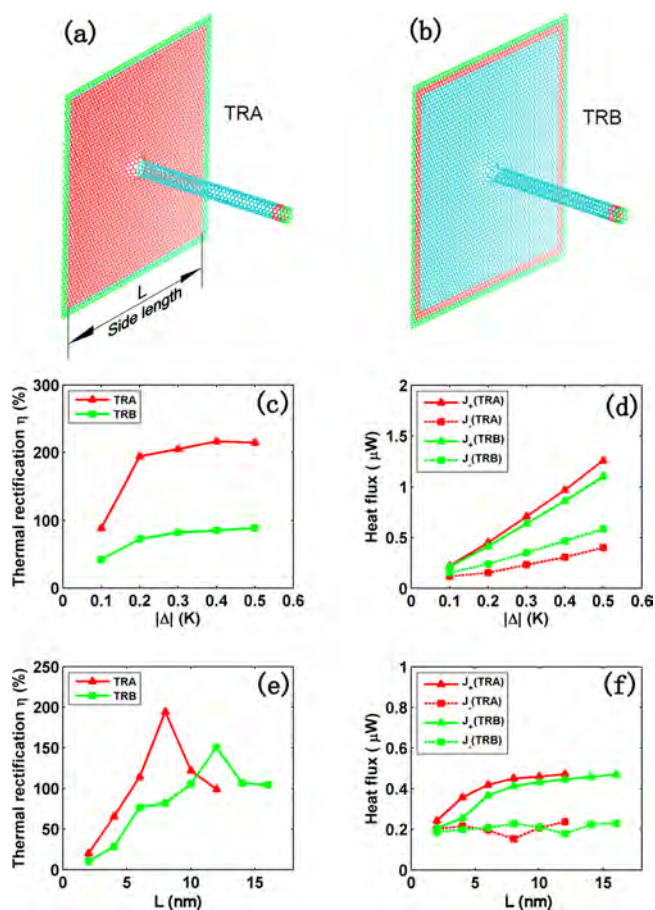 (a)
(b)
TRA
TRB
L
Side length
300
200
100
0
Thermal rectification η (%)
TRA
TRB
(c)
0 0.1 0.2 0.3 0.4 0.5 0.6
|Δ| (K)
2
1.5
1
0.5
0
Heat flux ( μW)
J₊(TRA)
J₋(TRA)
J₊(TRB)
J₋(TRB)
(d)
0 0.1 0.2 0.3 0.4 0.5 0.6
|Δ| (K)
250
200
150
100
50
0
Thermal rectification η (%)
TRA
TRB
(e)
0 5 10 15
L (nm)
1
0.8
0.6
0.4
0.2
0
Heat flux ( μW)
J₊(TRA)
J₋(TRA)
J₊(TRB)
J₋(TRB)
(f)
0 5 10 15
L (nm)